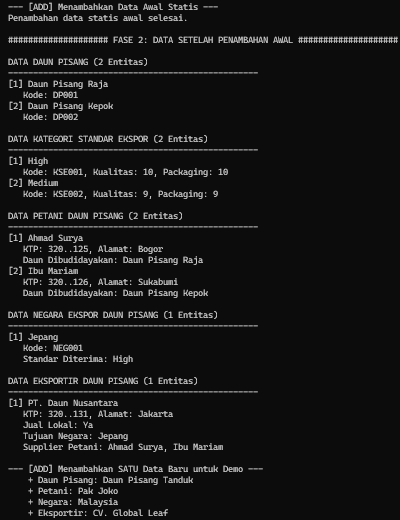 --- [ADD] Menambahkan Data Awal Statis ---
Penambahan data statis awal selesai.
#################### FASE 2: DATA SETELAH PENAMBAHAN AWAL ####################
DATA DAUN PISANG (2 Entitas)
--------------------------------------------------
[1] Daun Pisang Raja
Kode: DP001
[2] Daun Pisang Kepok
Kode: DP002
DATA KATEGORI STANDAR EKSPOR (2 Entitas)
--------------------------------------------------
[1] High
Kode: KSE001, Kualitas: 10, Packaging: 10
[2] Medium
Kode: KSE002, Kualitas: 9, Packaging: 9
DATA PETANI DAUN PISANG (2 Entitas)
--------------------------------------------------
[1] Ahmad Surya
KTP: 320..125, Alamat: Bogor
Daun Dibudidayakan: Daun Pisang Raja
[2] Ibu Mariam
KTP: 320..126, Alamat: Sukabumi
Daun Dibudidayakan: Daun Pisang Kepok
DATA NEGARA EKSPOR DAUN PISANG (1 Entitas)
--------------------------------------------------
[1] Jepang
Kode: NEG001
Standar Diterima: High
DATA EKSPORTIR DAUN PISANG (1 Entitas)
--------------------------------------------------
[1] PT. Daun Nusantara
KTP: 320..131, Alamat: Jakarta
Jual Lokal: Ya
Tujuan Negara: Jepang
Supplier Petani: Ahmad Surya, Ibu Mariam
--- [ADD] Menambahkan SATU Data Baru untuk Demo ---
+ Daun Pisang: Daun Pisang Tanduk
+ Petani: Pak Joko
+ Negara: Malaysia
+ Eksportir: CV. Global Leaf